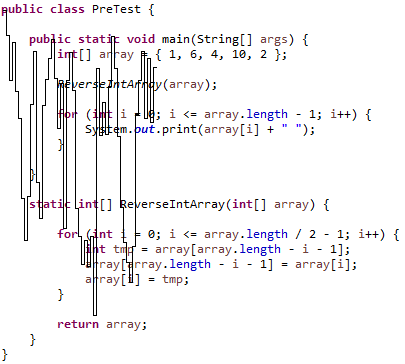 public class PreTest {
public static void main(String[] args) {
int[] array = { 1, 6, 4, 10, 2 };
ReverseIntArray(array);
for (int i = 0; i <= array.length - 1; i++) {
System.out.print(array[i] + " ");
}
}
static int[] ReverseIntArray(int[] array) {
for (int i = 0; i <= array.length / 2 - 1; i++) {
int tmp = array[array.length - i - 1];
array[array.length - i - 1] = array[i];
array[i] = tmp;
}
return array;
}
}